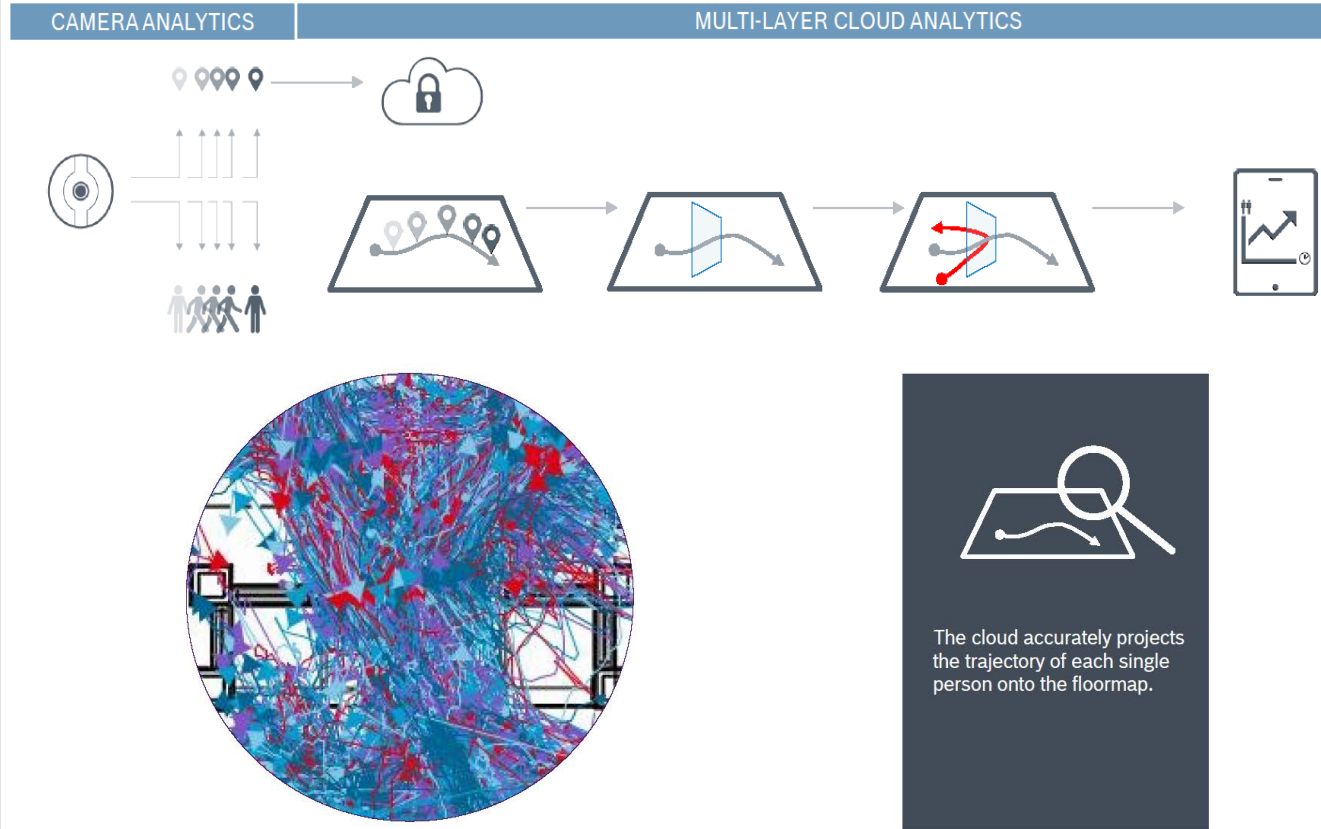 CAMERA ANALYTICS
MULTI-LAYER CLOUD ANALYTICS
The cloud accurately projects
the trajectory of each single
person onto the floormap.